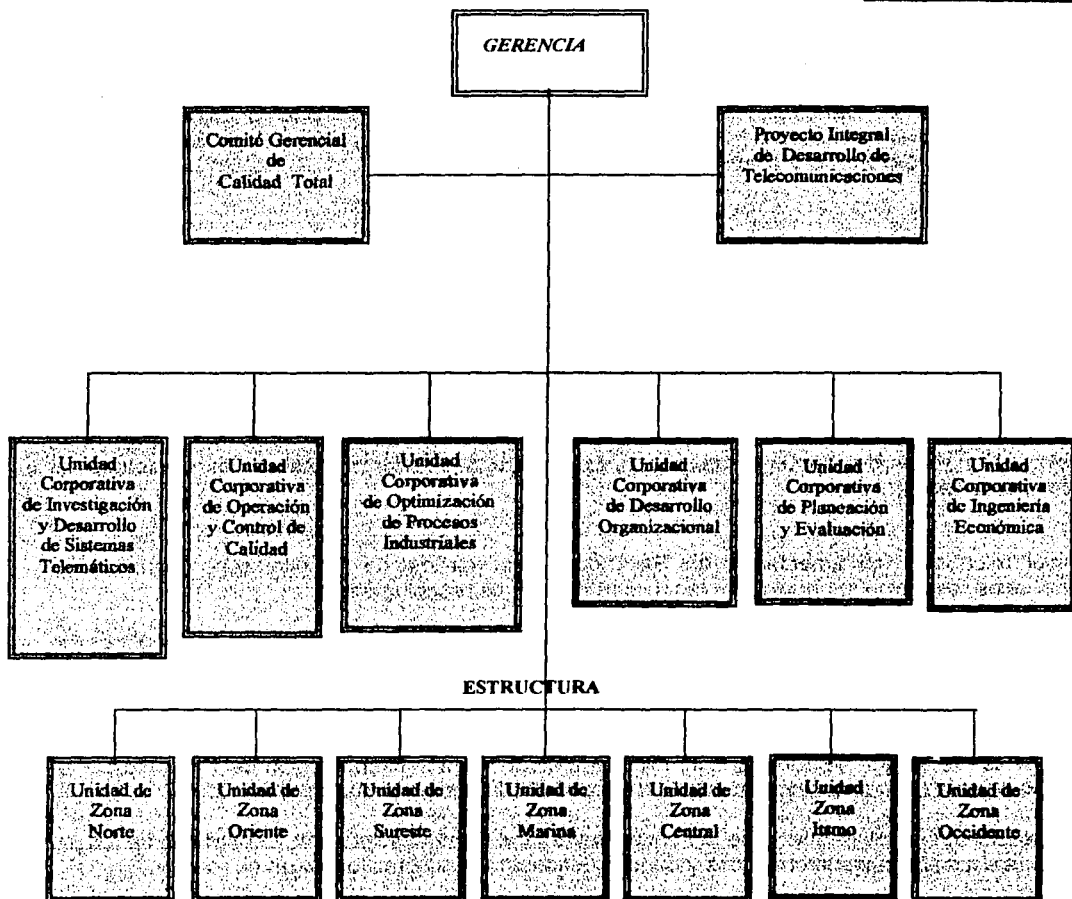 GERENCIA
Comité Gerencial
de
Calidad Total
Proyecto Integral
de Desarrollo de
Telecomunicaciones
Unidad
Corporativa
de Investigación
y Desarrollo
de Sistemas
Telemáticos
Unidad
Corporativa
de Operación
y Control de
Calidad
Unidad
Corporativa
de Optimización
de Procesos
Industriales
Unidad
Corporativa
de Desarrollo
Organizacional
Unidad
Corporativa
de Planeación
y Evaluación
Unidad
Corporativa
de Ingeniería
Económica
ESTRUCTURA
Unidad de
Zona
Norte
Unidad de
Zona
Oriente
Unidad de
Zona
Sureste
Unidad de
Zona
Marina
Unidad de
Zona
Central
Unidad
Zona
Itsmo
Unidad de
Zona
Occidente